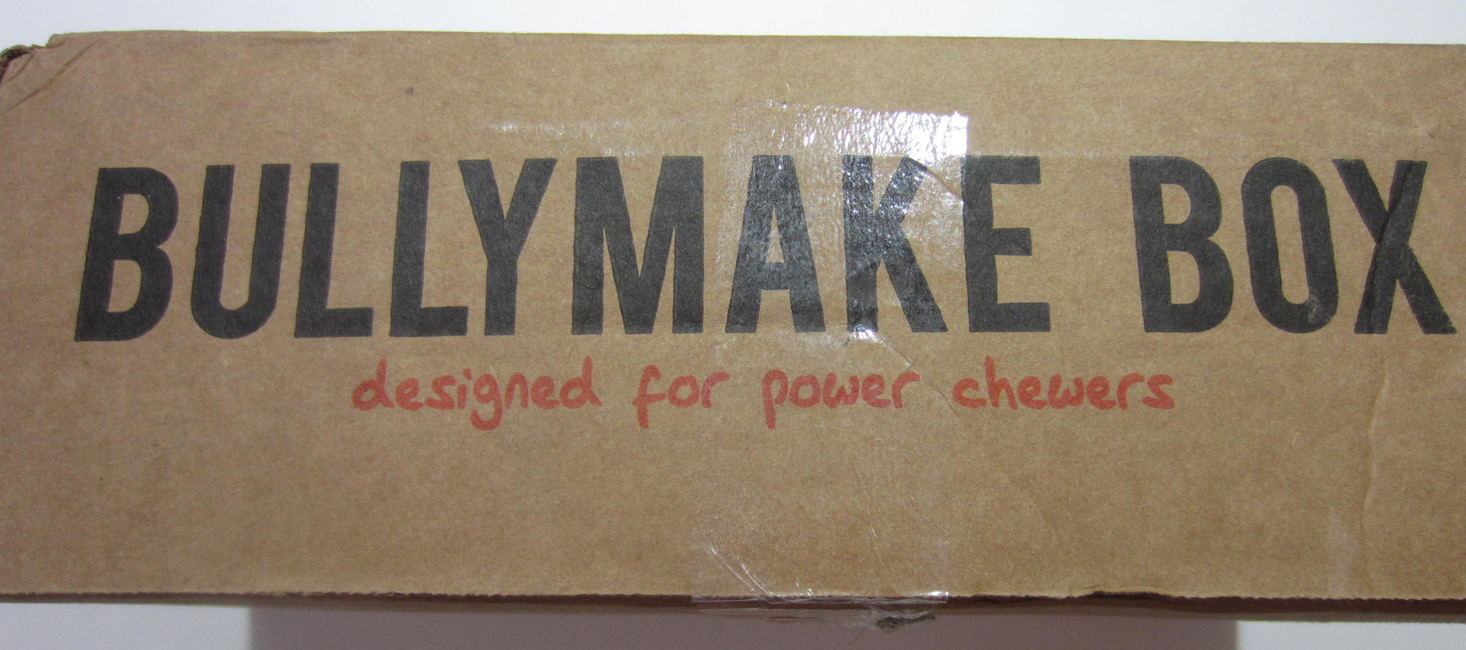 BULLYMAKE BOX
designed for power chewers